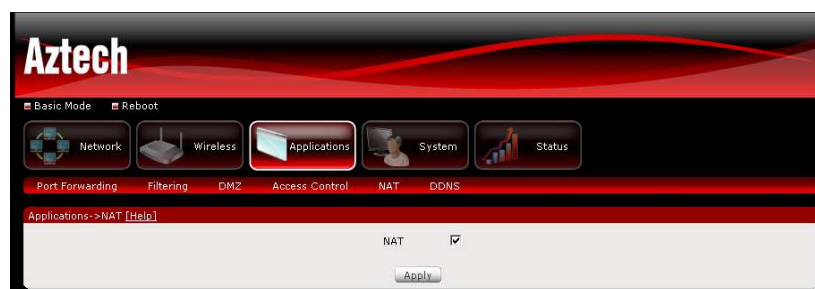 Aztech
Basic Mode Reboot
Network Wireless Applications System Status
Port Forwarding Filtering DMZ Access Control NAT DDNS
Applications->NAT [Help]
NAT
Apply